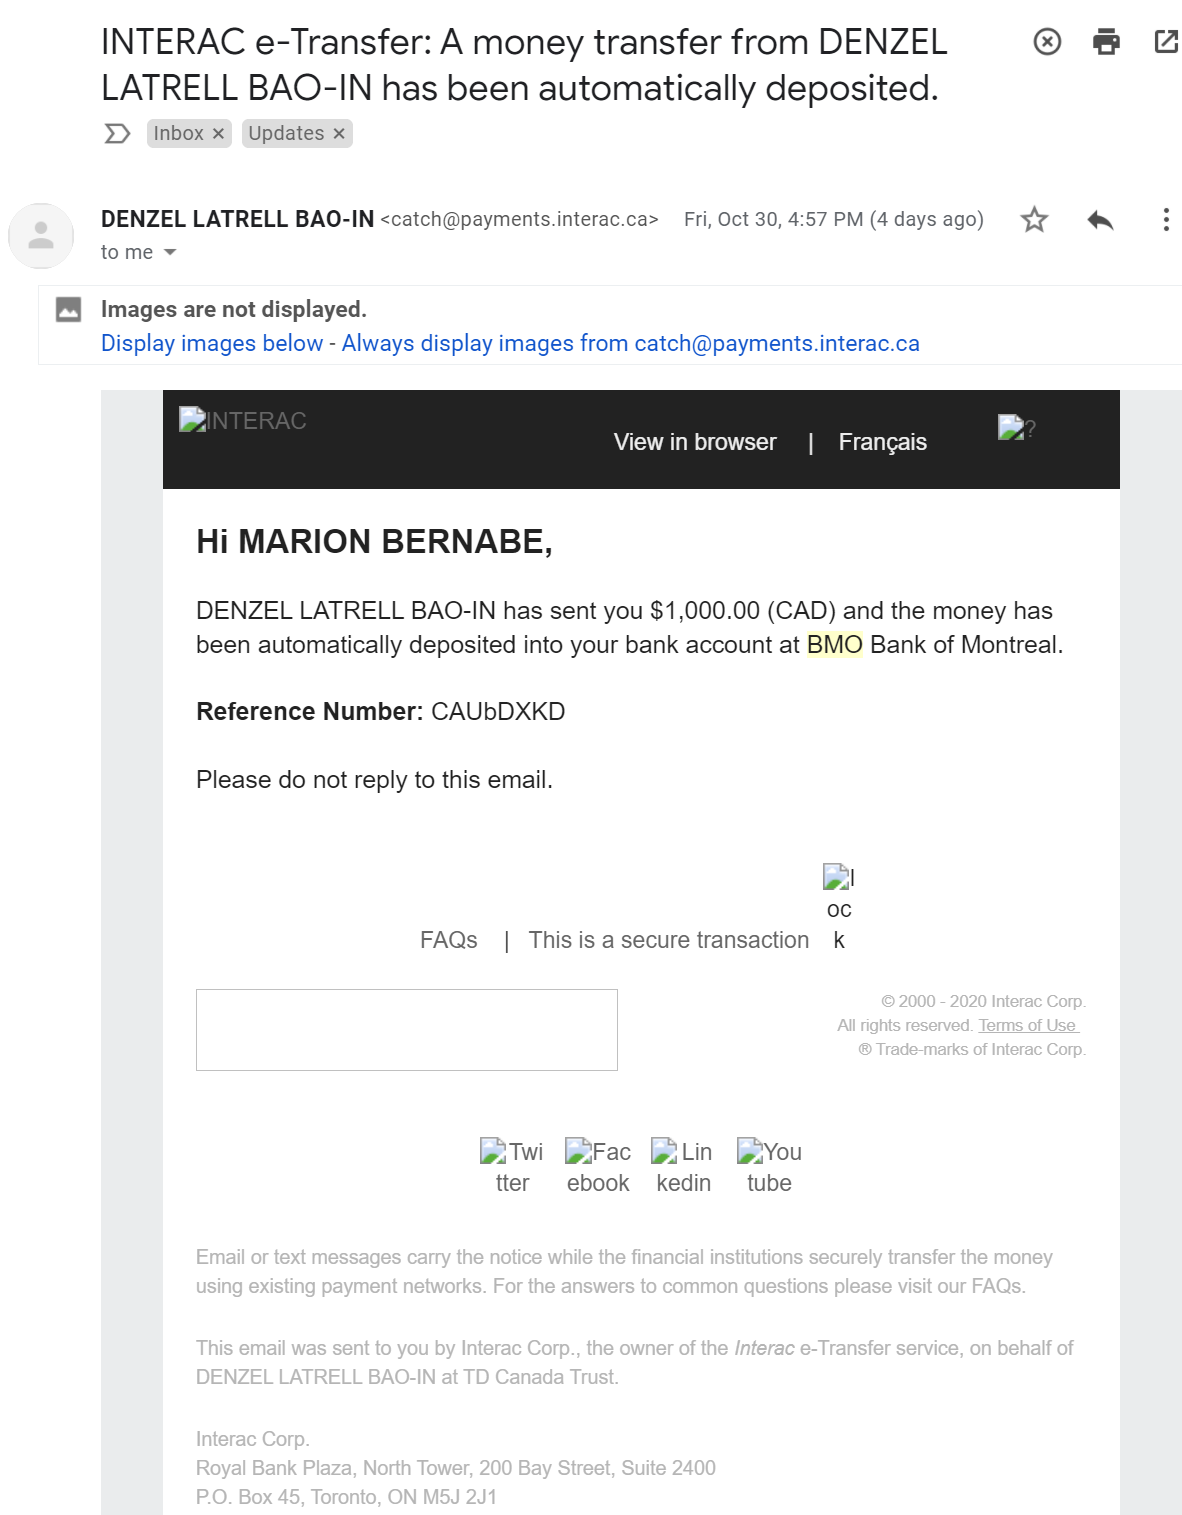 INTERAC e-Transfer: A money transfer from DENZEL
LATRELL BAO-IN has been automatically deposited.
Inbox × Updates ×
DENZEL LATRELL BAO-IN <catch@payments.interac.ca> Fri, Oct 30, 4:57 PM (4 days ago)
to me
Images are not displayed.
Display images below - Always display images from catch@payments.interac.ca
INTERAC
?
View in browser | Français
Hi MARION BERNABE,
DENZEL LATRELL BAO-IN has sent you $1,000.00 (CAD) and the money has
been automatically deposited into your bank account at BMO Bank of Montreal.
Reference Number: CAUbDXKD
Please do not reply to this email.
l
oc
FAQs | This is a secure transaction k
© 2000 - 2020 Interac Corp.
All rights reserved. Terms of Use
® Trade-marks of Interac Corp.
Twi Fac Lin You
tter ebook kedin tube
Email or text messages carry the notice while the financial institutions securely transfer the money
using existing payment networks. For the answers to common questions please visit our FAQs.
This email was sent to you by Interac Corp., the owner of the Interac e-Transfer service, on behalf of
DENZEL LATRELL BAO-IN at TD Canada Trust.
Interac Corp.
Royal Bank Plaza, North Tower, 200 Bay Street, Suite 2400
P.O. Box 45, Toronto, ON M5J 2J1